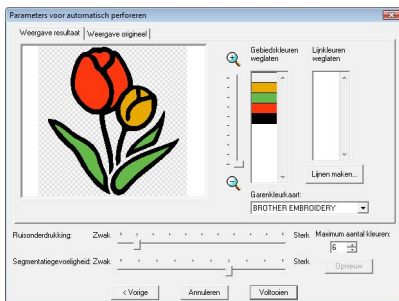 Parameters voor automatisch perforeren
Weergave resultaat
Weergave origineel
Gebiedskleuren weglaten
Lijnkleuren weglaten
Lijnen maken...
Garenkleurkaart:
BROTHER EMBROIDERY
Ruisonderdrukking:
Zwak
Sterk
Maximum aantal kleuren:
6
Segmentatiegevoeligheid:
Zwak
Sterk
Opnieuw
< Vorige
Annuleren
Voltooien